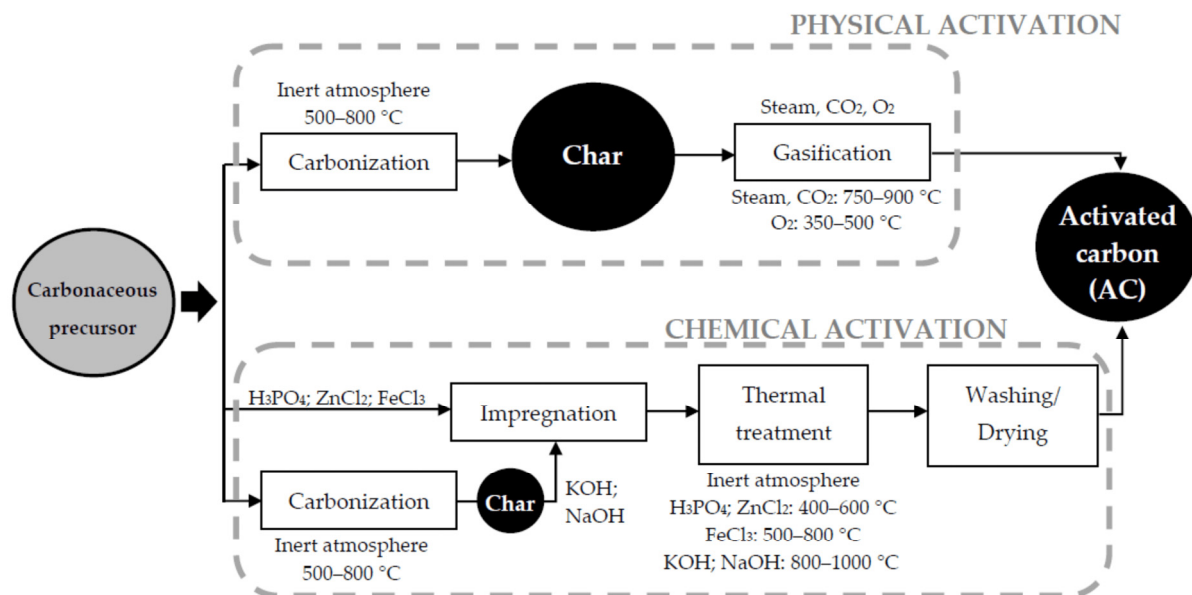 PHYSICAL ACTIVATION
Inert atmosphere
500–800 °C
Carbonization
Char
Steam, CO₂, O₂
Gasification
Steam, CO₂: 750–900 °C
O₂: 350–500 °C
Activated
carbon
(AC)
Carbonaceous
precursor
CHEMICAL ACTIVATION
H₃PO₄; ZnCl₂; FeCl₃
Impregnation
Thermal
treatment
Washing/
Drying
Carbonization
Char
KOH;
NaOH
Inert atmosphere
500–800 °C
Inert atmosphere
H₃PO₄; ZnCl₂: 400–600 °C
FeCl₃: 500–800 °C
KOH; NaOH: 800–1000 °C